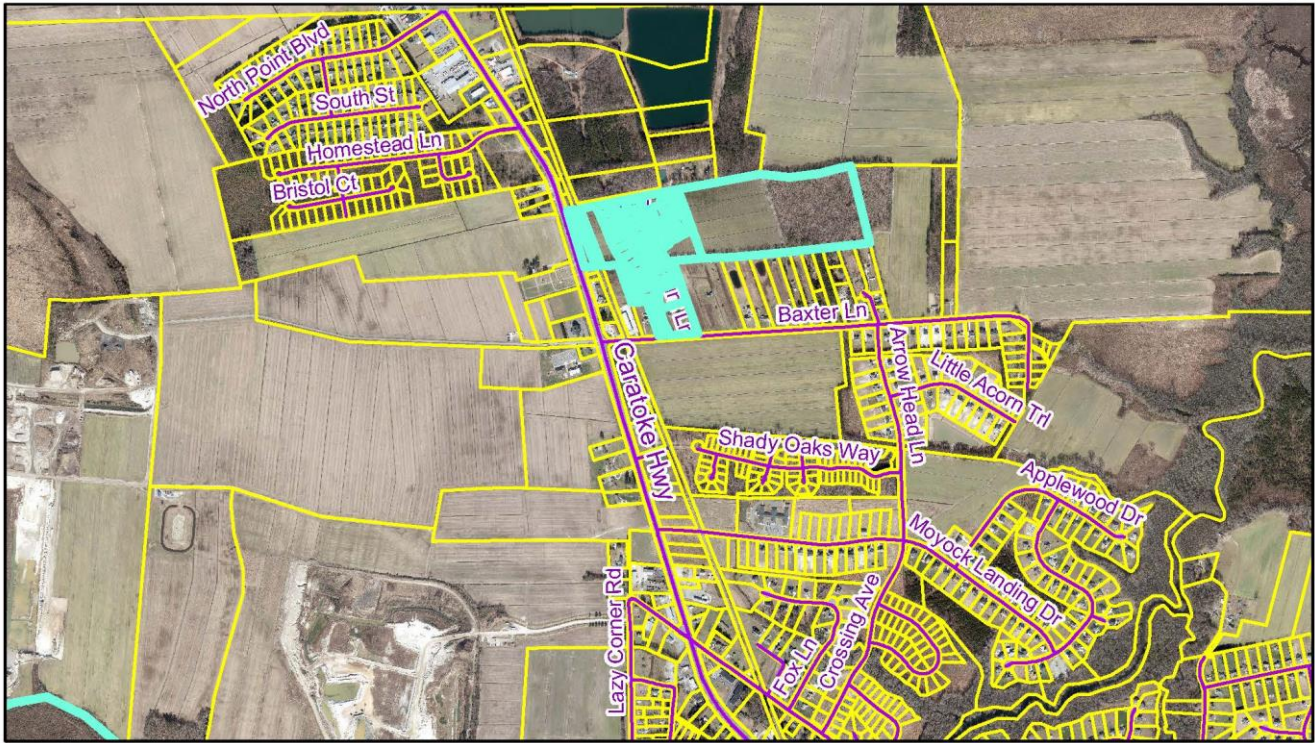 North Point Blvd
South St
Homestead Ln
Bristol Ct
Baxter Ln
Caratoke Hwy
Arrow Head Ln
Little Acorn Trl
Shady Oaks Way
Applewood Dr
Moyock Landing Dr
Lazy Corner Rd
Fox Ln
Crossing Ave